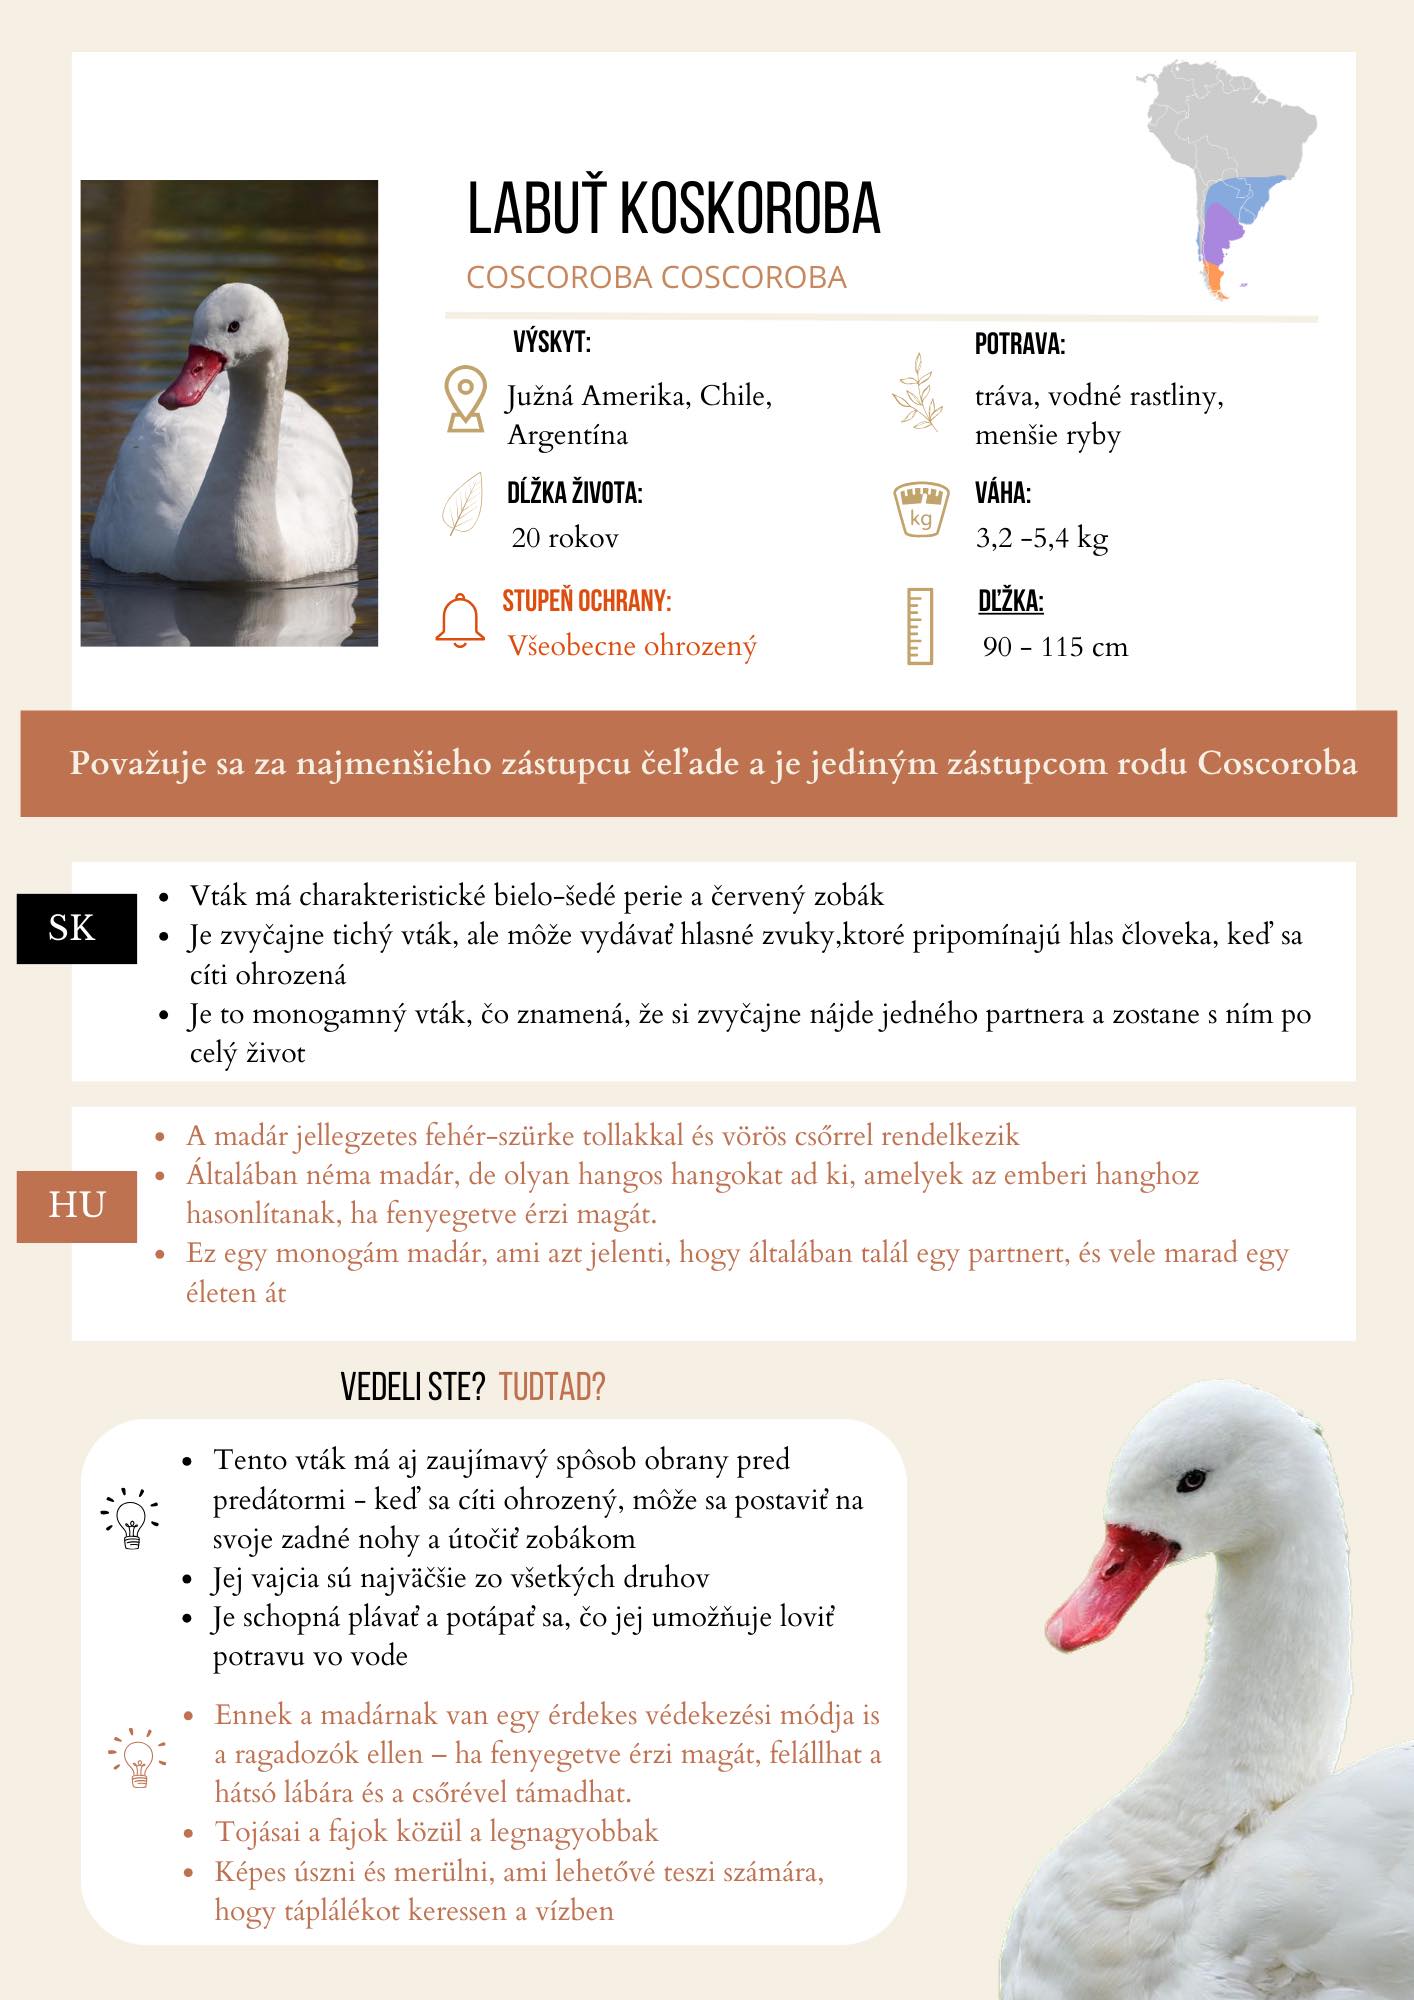 LABUŤ KOSKOROBA
COSCOROBA COSCOROBA
VÝSKYT:
Južná Amerika, Chile,
Argentína
POTRAVA:
tráva, vodné rastliny,
menšie ryby
DĹŽKA ŽIVOTA:
20 rokov
kg
VÁHA:
3,2 -5,4 kg
STUPEŇ OCHRANY:
Všeobecne ohrozený
DĽŽKA:
90 - 115 cm
Považuje sa za najmenšieho zástupcu čeľade a je jediným zástupcom rodu Coscoroba
SK
• Vták má charakteristické bielo-šedé perie a červený zobák
• Je zvyčajne tichý vták, ale môže vydávať hlasné zvuky,ktoré pripomínajú hlas človeka, keď sa
cíti ohrozená
• Je to monogamný vták, čo znamená, že si zvyčajne nájde jedného partnera a zostane s ním po
celý život
HU
• A madár jellegzetes fehér-szürke tollakkal és vörös csőrrel rendelkezik
• Általában néma madár, de olyan hangos hangokat ad ki, amelyek az emberi hanghoz
hasonlítanak, ha fenyegetve érzi magát.
• Ez egy monogám madár, ami azt jelenti, hogy általában talál egy partnert, és vele marad egy
életen át
VEDELI STE? TUDTAD?
• Tento vták má aj zaujímavý spôsob obrany pred
predátormi - keď sa cíti ohrozený, môže sa postaviť na
svoje zadné nohy a útočiť zobákom
• Jej vajcia sú najväčšie zo všetkých druhov
• Je schopná plávať a potápať sa, čo jej umožňuje loviť
potravu vo vode
• Ennek a madárnak van egy érdekes védekezési módja is
a ragadozók ellen – ha fenyegetve érzi magát, felállhat a
hátsó lábára és a csőrével támadhat.
• Tojásai a fajok közül a legnagyobbak
• Képes úszni és merülni, ami lehetővé teszi számára,
hogy táplálékot keressen a vízben